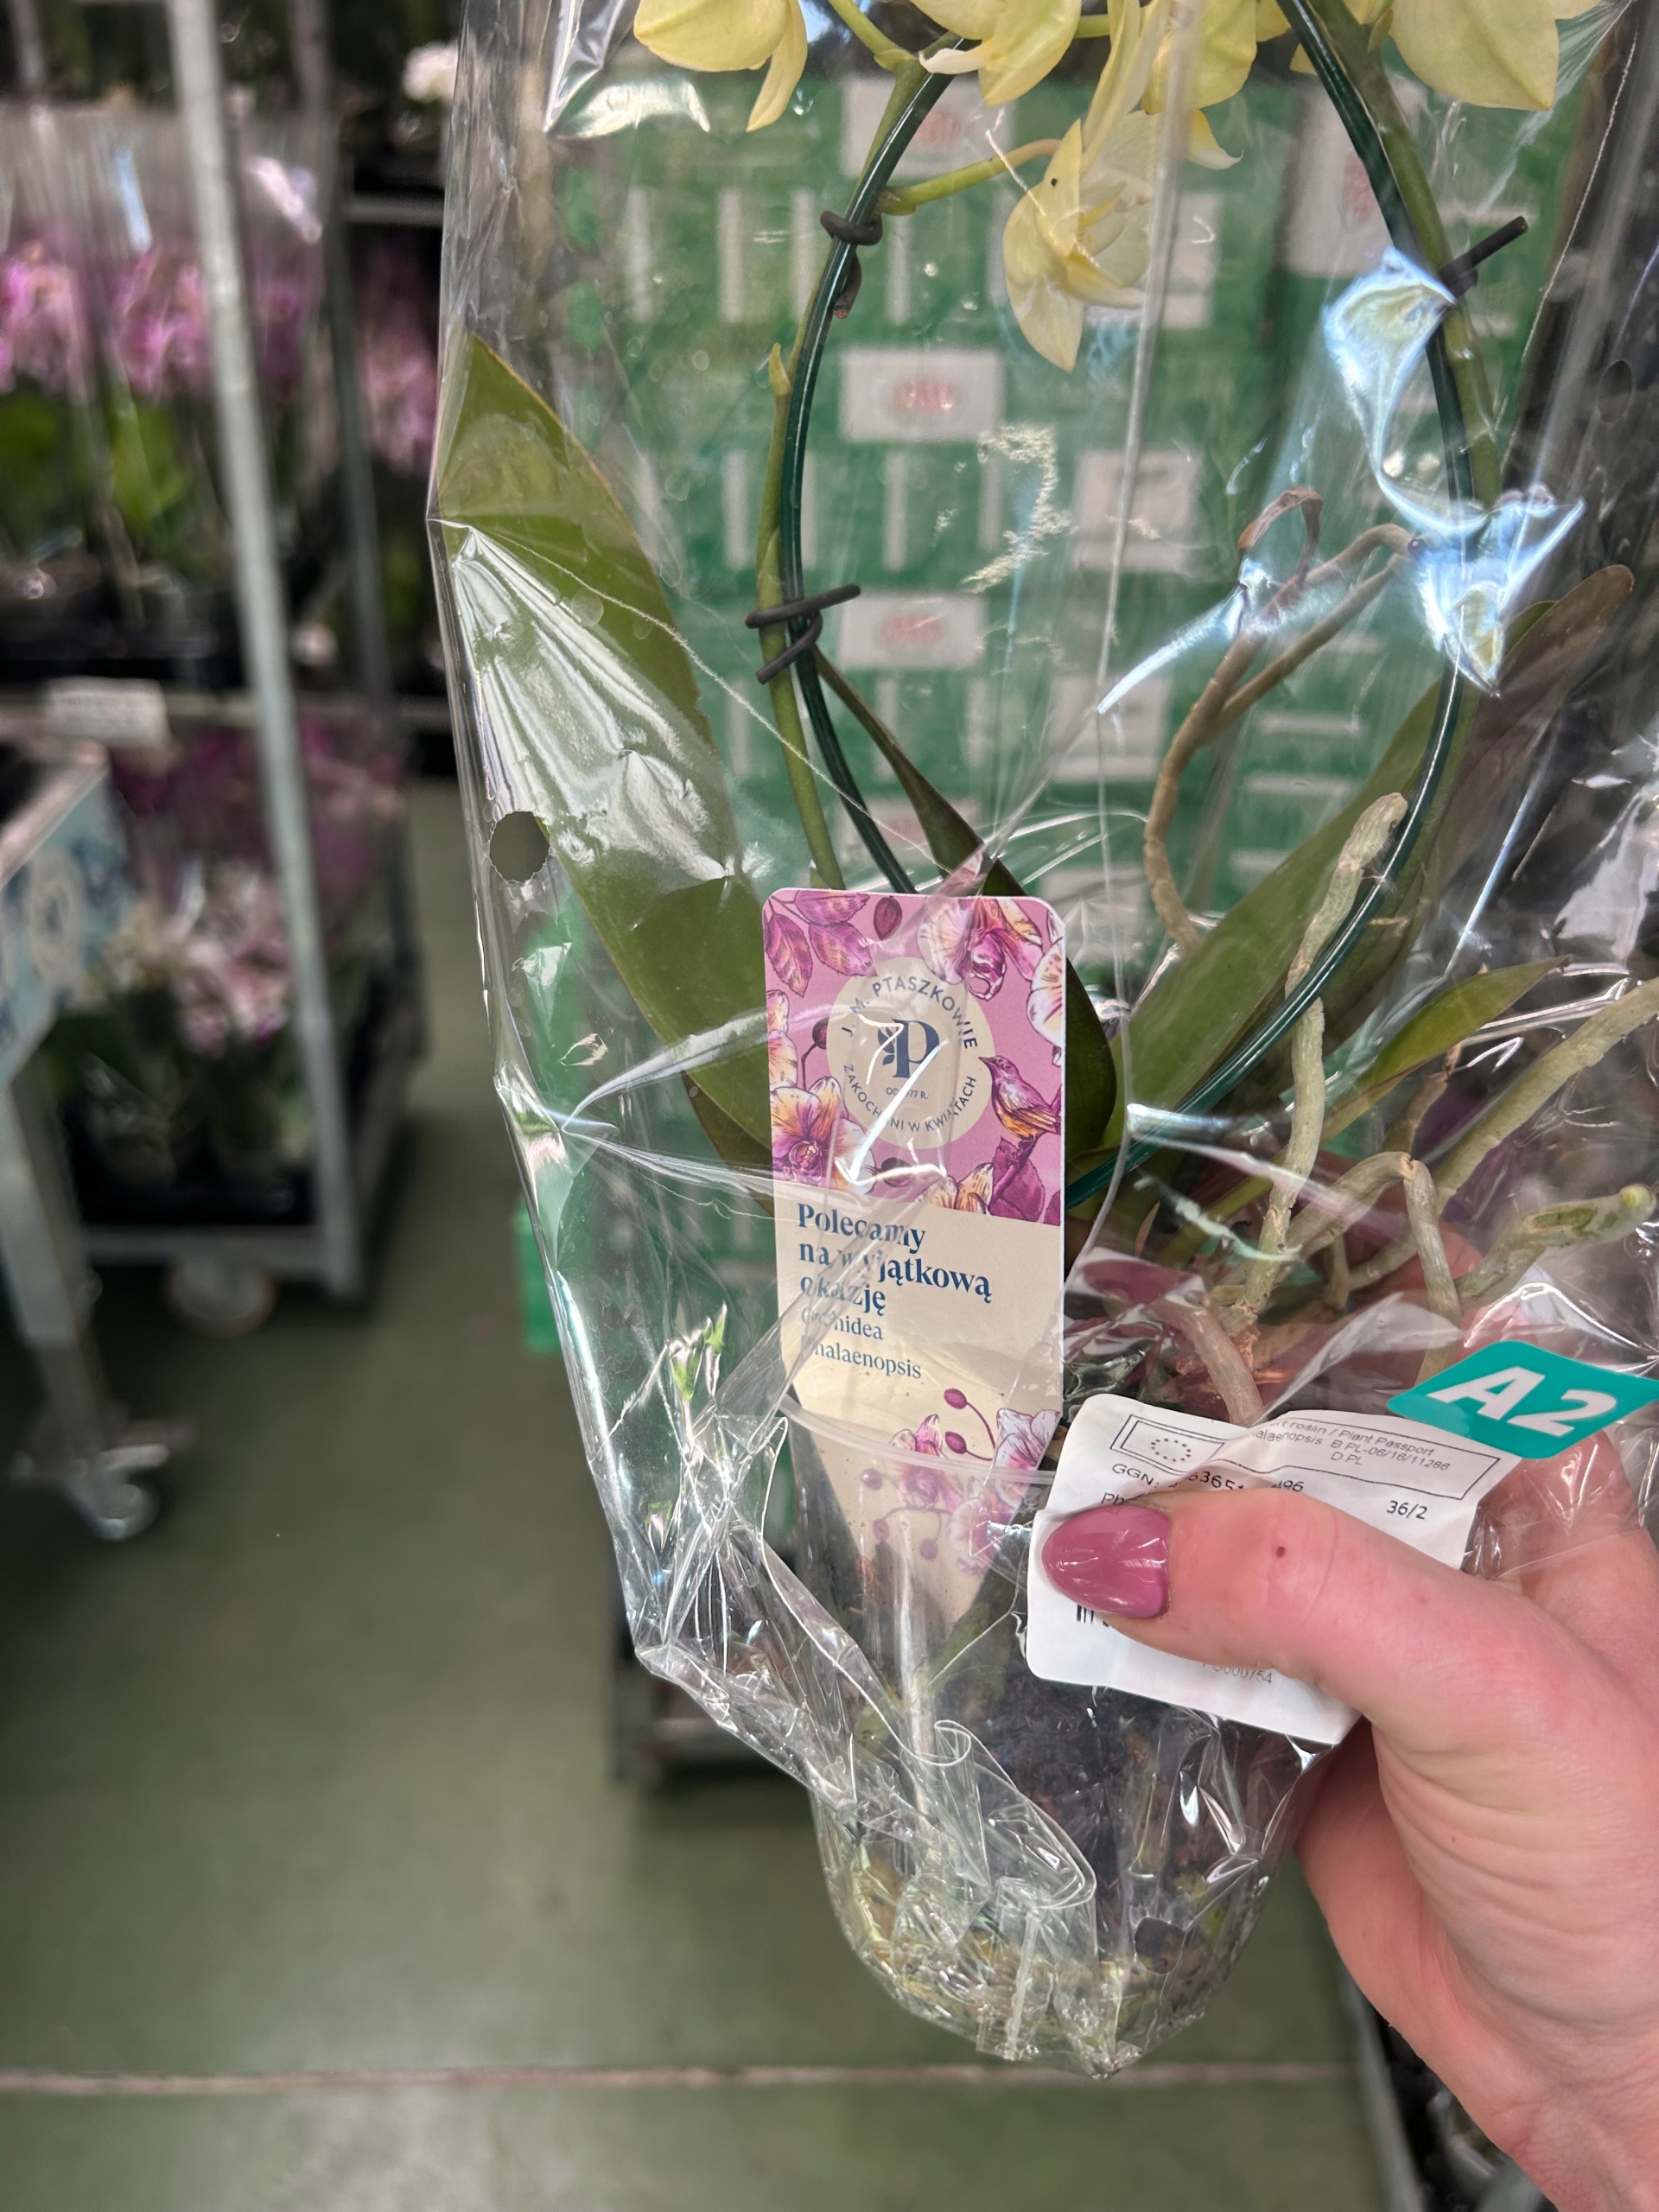 J. M. PTASZKOWIE
P
ZAKOCHANI W KWIATACH
Polecamy
na wyjątkową
okazję
Orchidea
Phalaenopsis
A2
/ Plant Passport
B PL-06/16/11286
D PL
GGN:
36/2